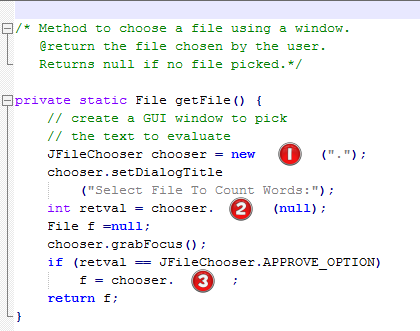 /* Method to choose a file using a window.
@return the file chosen by the user.
Returns null if no file picked.*/
private static File getFile() {
// create a GUI window to pick
// the text to evaluate
JFileChooser chooser = new 1 (".");
chooser.setDialogTitle
("Select File To Count Words:");
int retval = chooser. 2 (null);
File f =null;
chooser.grabFocus();
if (retval == JFileChooser.APPROVE_OPTION)
f = chooser. 3 ;
return f;
}